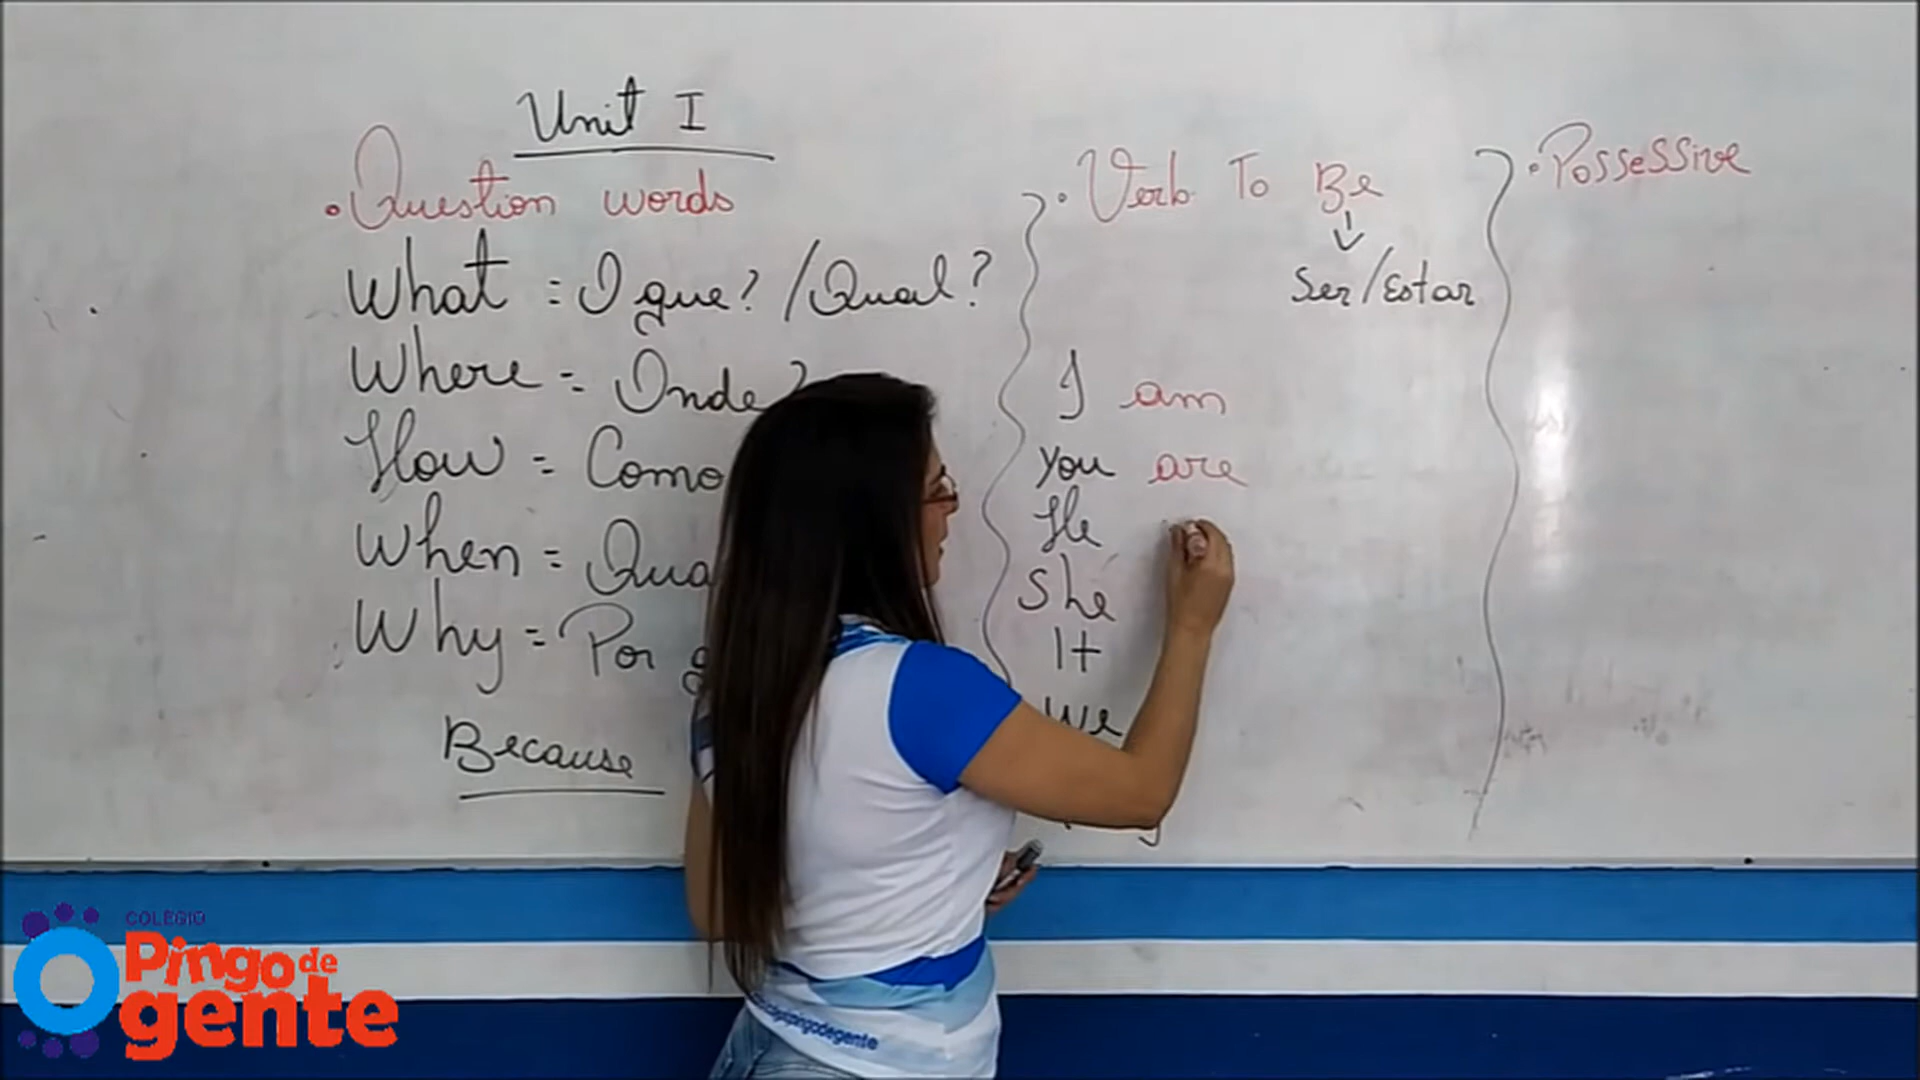 Unit I
• Question words
What = O que? / Qual?
Where = Onde?
How = Como
When = Qua
Why = Por q
Because
• Verb To Be
Ser/Estar
I am
You are
He
She
It
We
• Possessive
COLÉGIO
Pingo de
gente
pingodegente